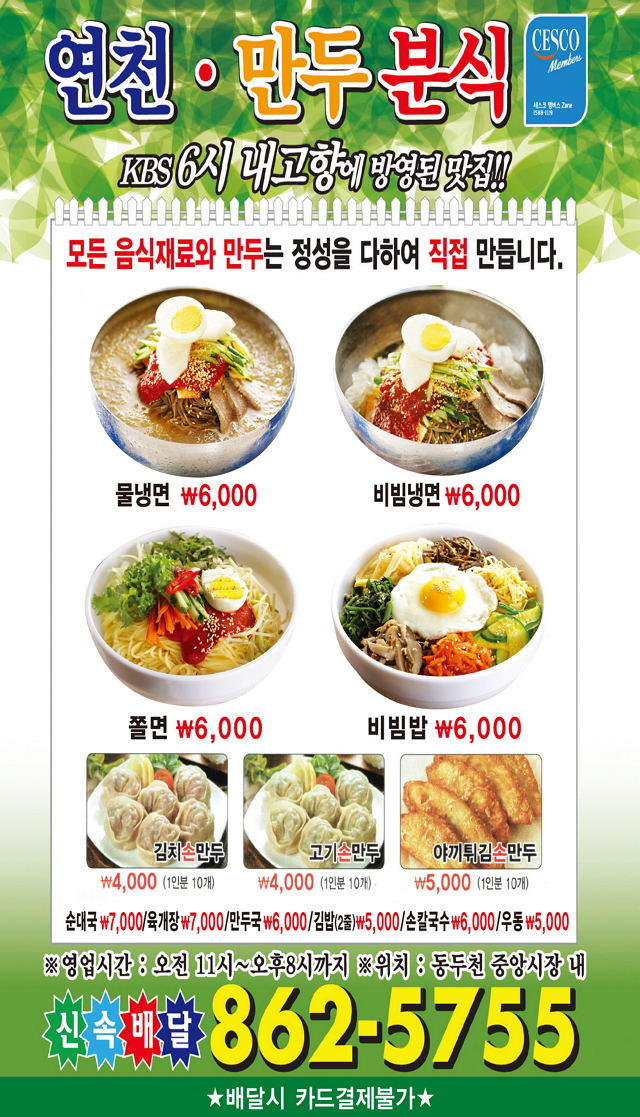 연천·만두 분식
CESCO
Members
세스코 멤버스 Zone
1588-1119
KBS 6시 내고향에 방영된 맛집!!
모든 음식재료와 만두는 정성을 다하여 직접 만듭니다.
물냉면 ₩6,000
비빔냉면 ₩6,000
쫄면 ₩6,000
비빔밥 ₩6,000
김치손만두
고기손만두
야끼튀김손만두
₩4,000 (1인분 10개)
₩4,000 (1인분 10개)
₩5,000 (1인분 10개)
순대국₩7,000/육개장₩7,000/만두국₩6,000/김밥(2줄)₩5,000/손칼국수₩6,000/우동₩5,000
※영업시간 : 오전 11시~오후8시까지 ※위치 : 동두천 중앙시장 내
신속배달 862-5755
★배달시 카드결제불가★